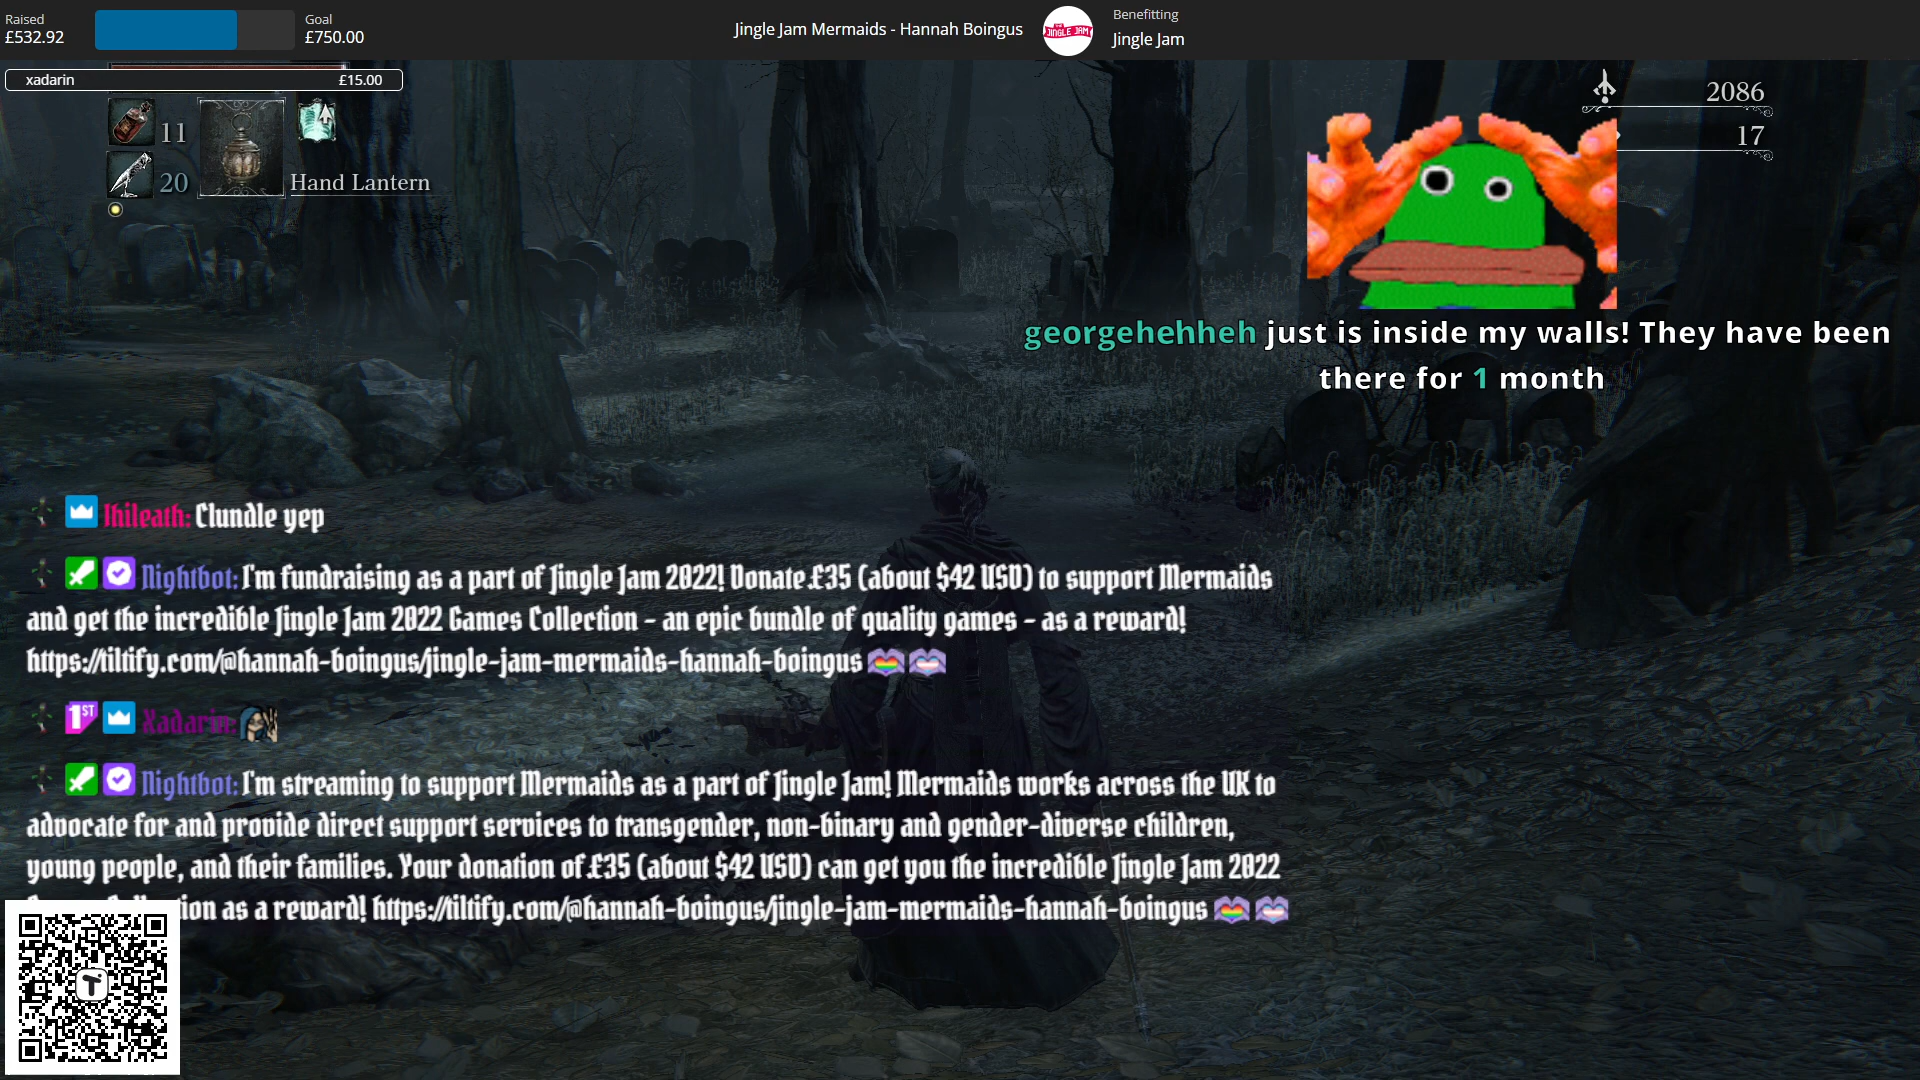 Raised
£532.92
Goal
£750.00
Jingle Jam Mermaids - Hannah Boingus
THE JINGLE JAM
Benefitting
Jingle Jam
xadarin £15.00
2086
17
11
20
Hand Lantern
georgehehheh just is inside my walls! They have been
there for 1 month
Thileath: Clundle yep
Nightbot: I'm fundraising as a part of Jingle Jam 2022! Donate £35 (about $42 USD) to support Mermaids
and get the incredible Jingle Jam 2022 Games Collection - an epic bundle of quality games - as a reward!
https://tiltify.com/@hannah-boingus/jingle-jam-mermaids-hannah-boingus
1ST Xadarin:
Nightbot: I'm streaming to support Mermaids as a part of Jingle Jam! Mermaids works across the UK to
advocate for and provide direct support services to transgender, non-binary and gender-diverse children,
young people, and their families. Your donation of £35 (about $42 USD) can get you the incredible Jingle Jam 2022
as a reward! https://tiltify.com/@hannah-boingus/jingle-jam-mermaids-hannah-boingus
T